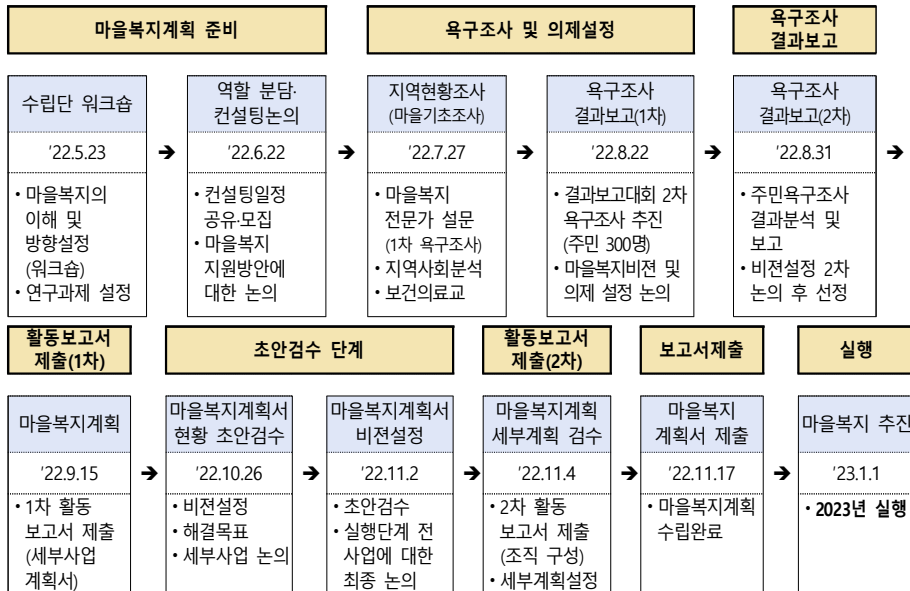 마을복지계획 준비
욕구조사 및 의제설정
욕구조사
결과보고
수립단 워크숍
'22.5.23
• 마을복지의
이해 및
방향설정
(워크숍)
• 연구과제 설정
➔
역할 분담·
컨설팅논의
'22.6.22
• 컨설팅일정
공유·모집
• 마을복지
지원방안에
대한 논의
➔
지역현황조사
(마을기초조사)
'22.7.27
• 마을복지
전문가 설문
(1차 욕구조사)
• 지역사회분석
• 보건의료교
➔
욕구조사
결과보고(1차)
'22.8.22
• 결과보고대회 2차
욕구조사 추진
(주민 300명)
• 마을복지비젼 및
의제 설정 논의
➔
욕구조사
결과보고(2차)
'22.8.31
• 주민욕구조사
결과분석 및
보고
• 비젼설정 2차
논의 후 선정
➔
활동보고서
제출(1차)
초안검수 단계
활동보고서
제출(2차)
보고서제출
실행
마을복지계획
'22.9.15
• 1차 활동
보고서 제출
(세부사업
계획서)
➔
마을복지계획서
현황 초안검수
'22.10.26
• 비젼설정
• 해결목표
• 세부사업 논의
➔
마을복지계획서
비젼설정
'22.11.2
• 초안검수
• 실행단계 전
사업에 대한
최종 논의
➔
마을복지계획
세부계획 검수
'22.11.4
• 2차 활동
보고서 제출
(조직 구성)
• 세부계획설정
➔
마을복지
계획서 제출
'22.11.17
• 마을복지계획
수립완료
➔
마을복지 추진
'23.1.1
• 2023년 실행